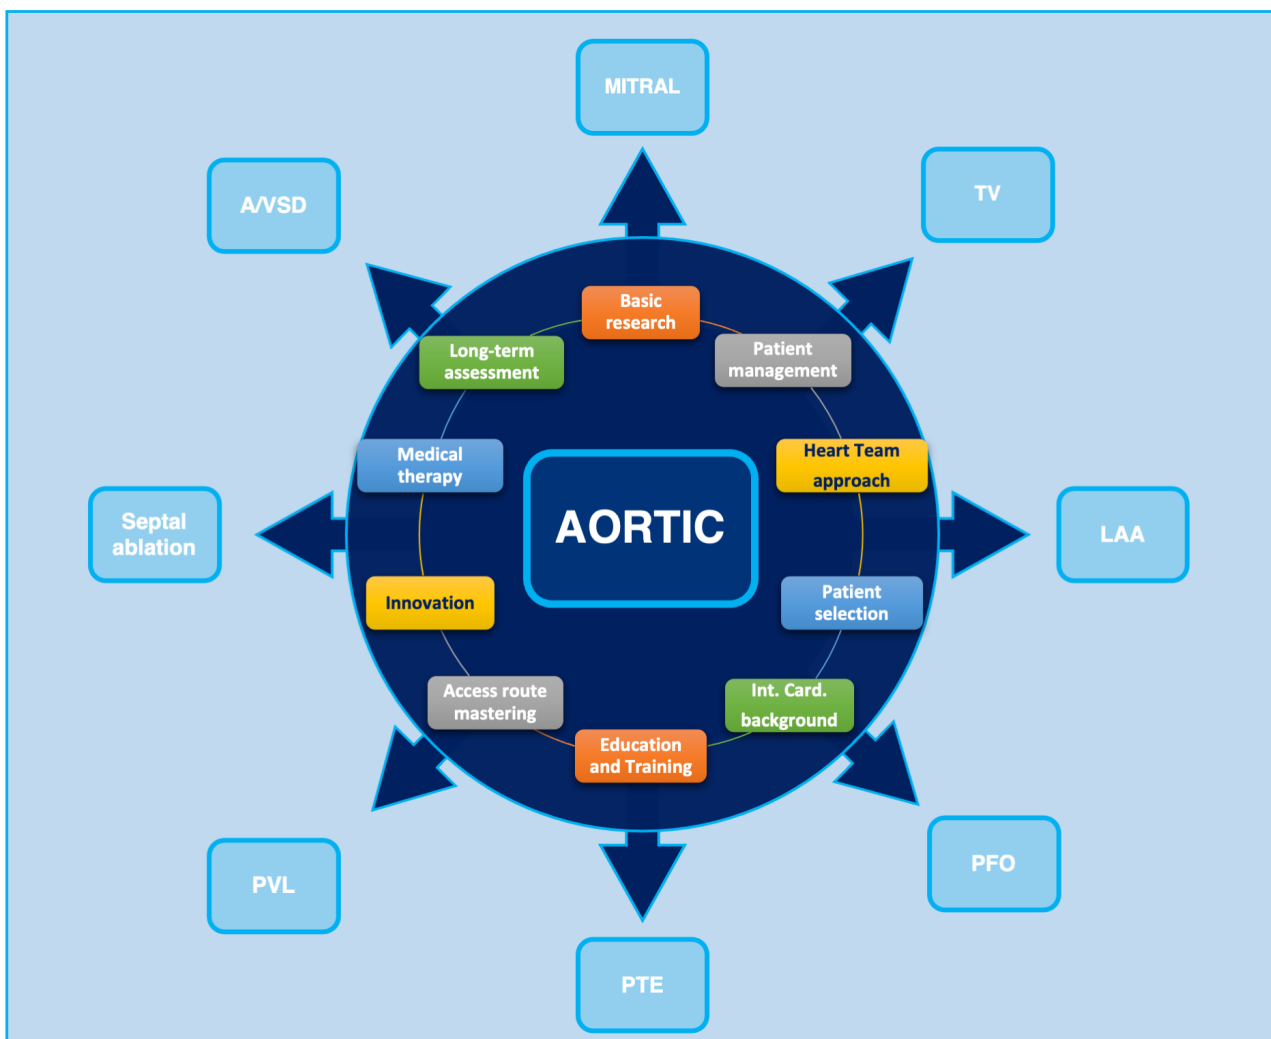 MITRAL
A/VSD
TV
Basic
research
Long-term
assessment
Patient
management
Medical
therapy
Heart Team
approach
AORTIC
Septal
ablation
LAA
Innovation
Patient
selection
Access route
mastering
Int. Card.
background
Education
and Training
PVL
PFO
PTE